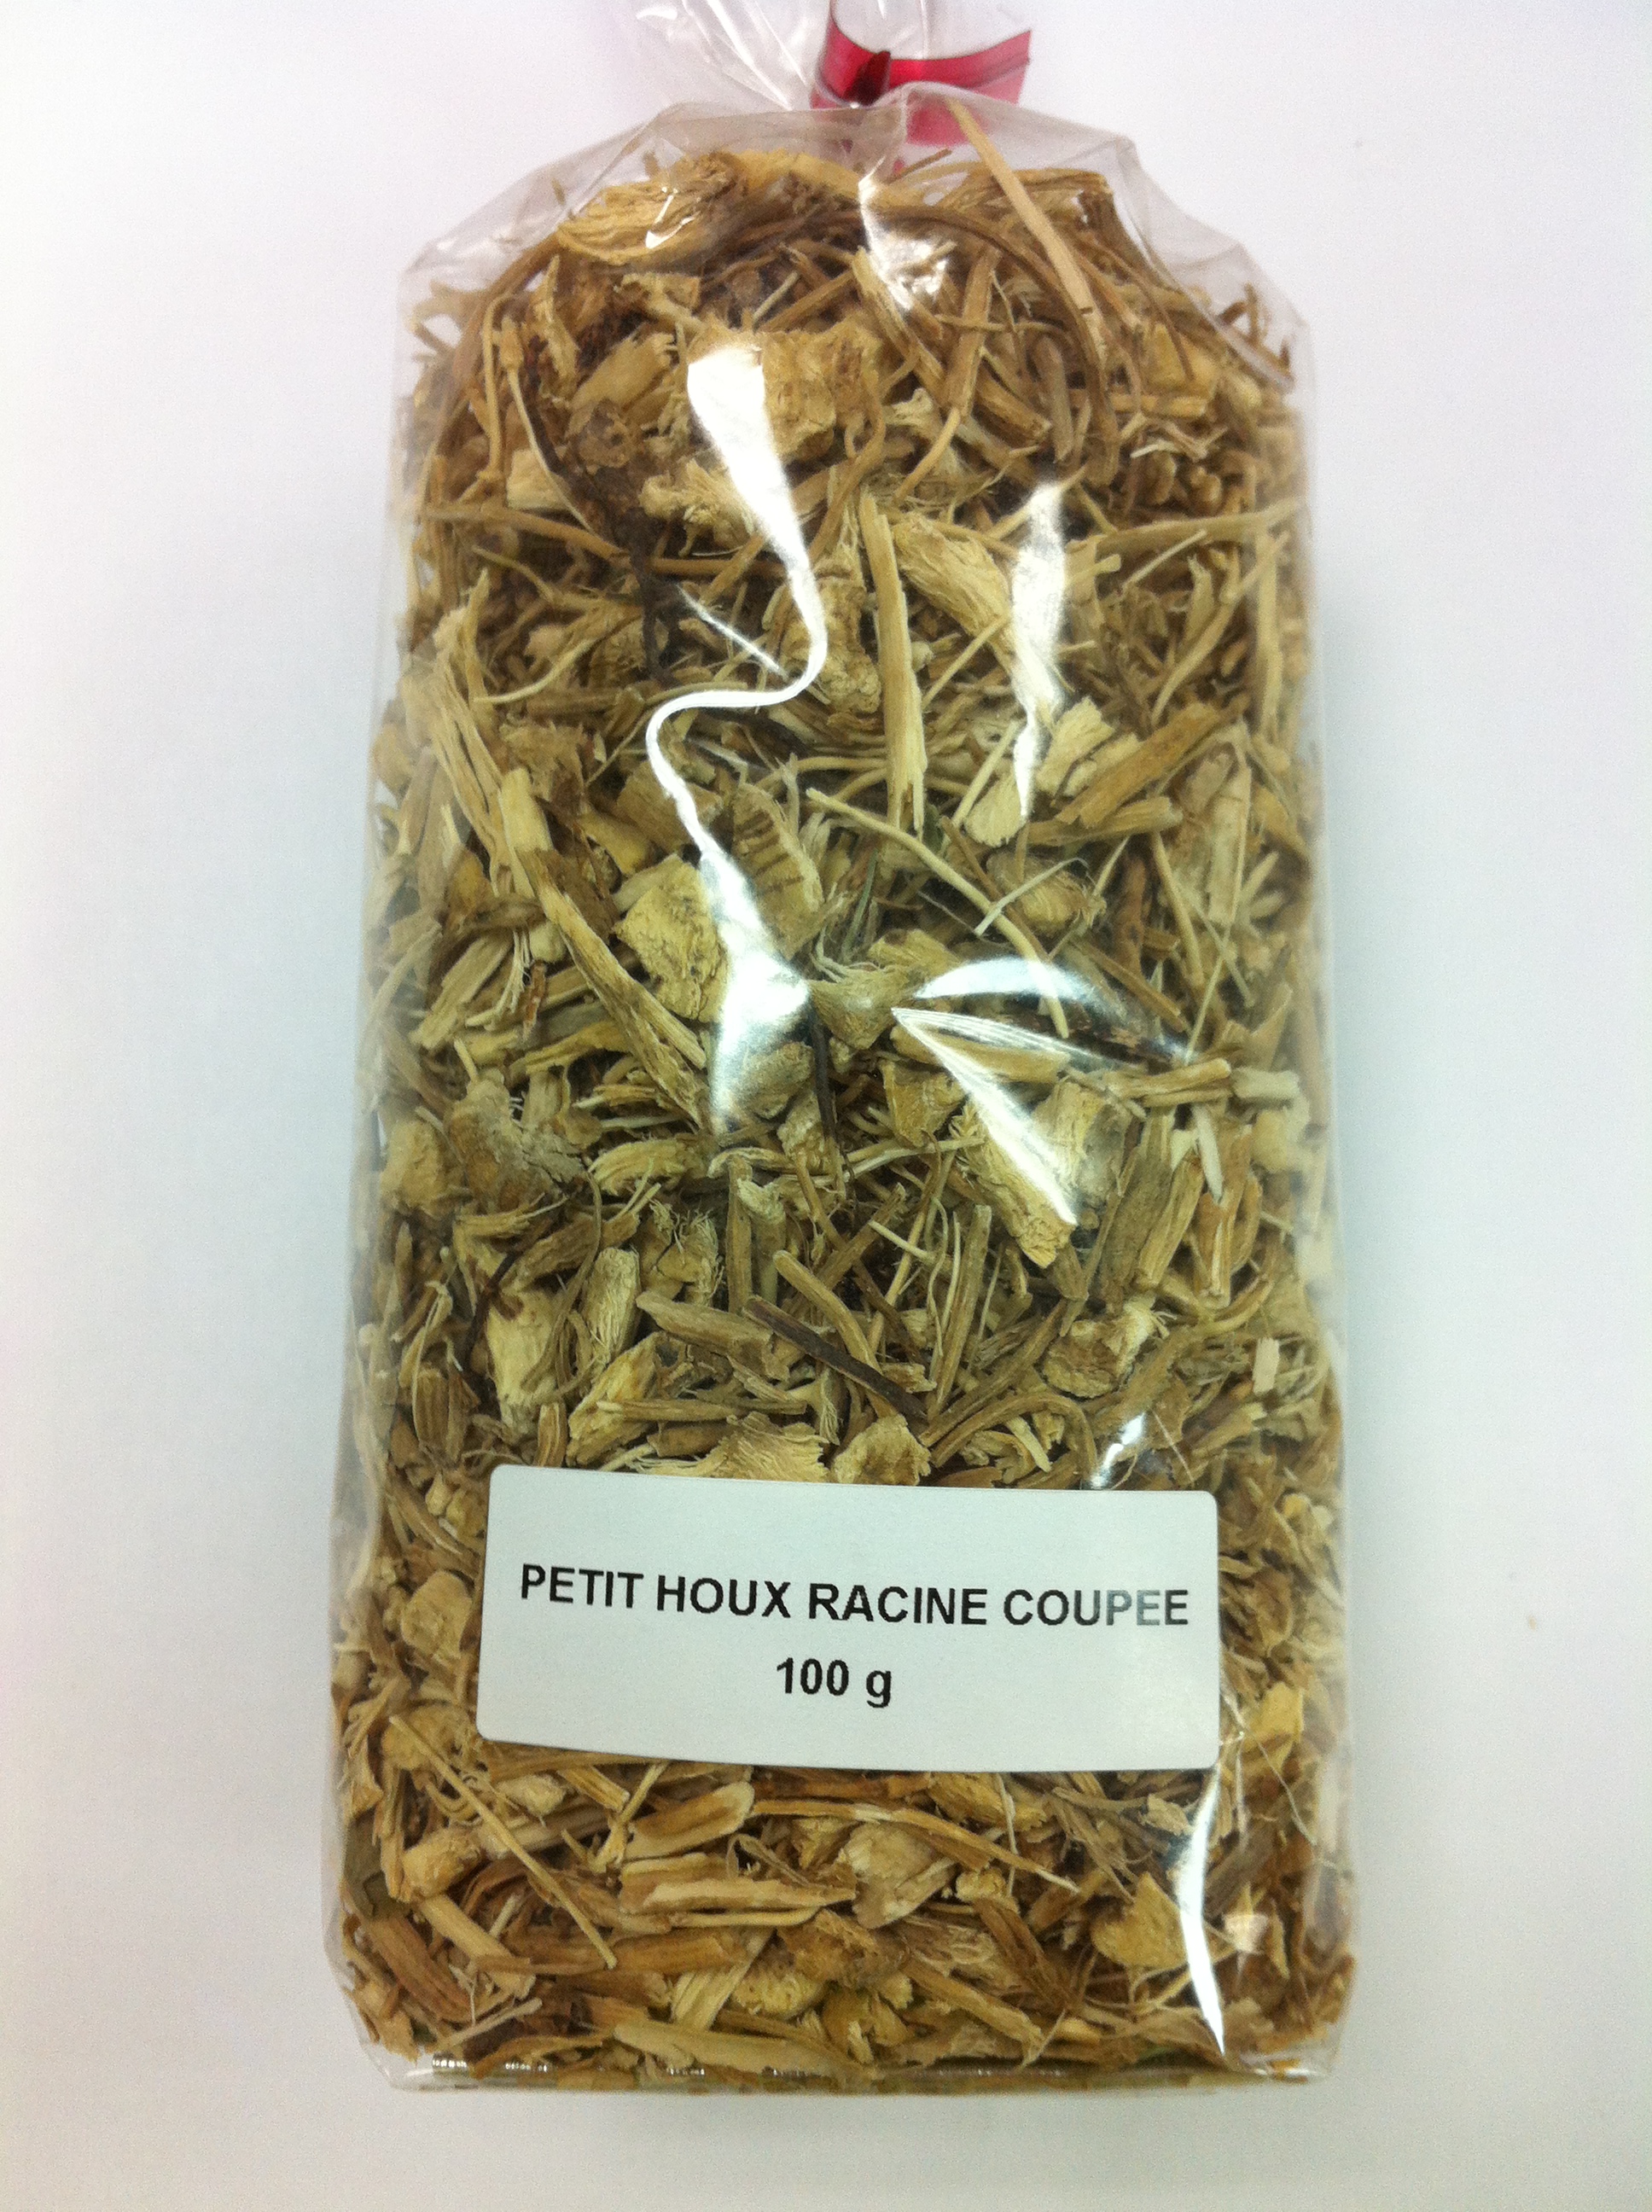 PETIT HOUX RACINE COUPEE
100 g